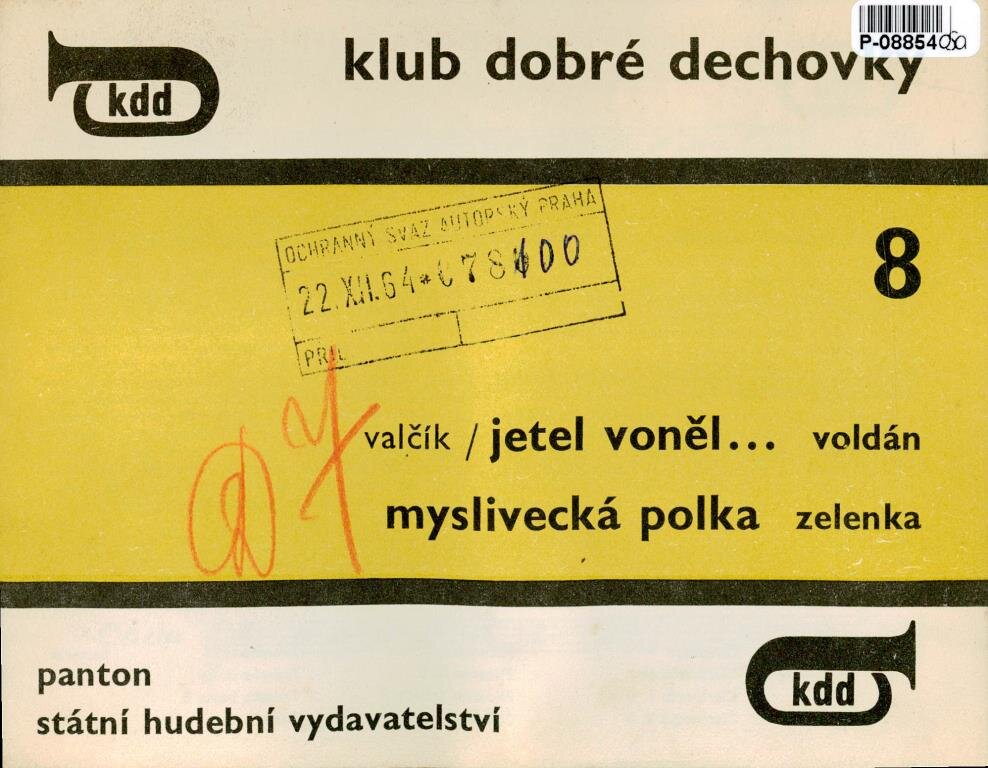 kdd
klub dobré dechovky
P-08854
OCHRANNÝ SVAZ AUTORSKÝ PRAHA
22.XII.64*
8
valčík / jetel voněl... voldán
myslivecká polka zelenka
panton
státní hudební vydavatelství
kdd